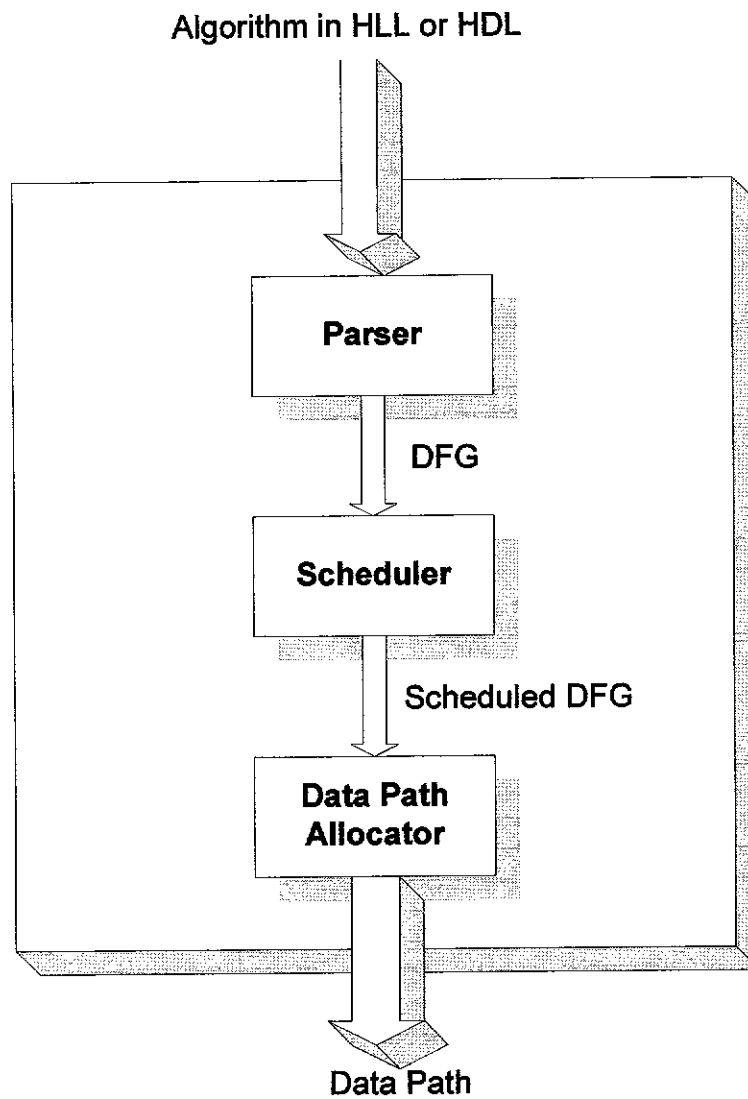 Algorithm in HLL or HDL
Parser
DFG
Scheduler
Scheduled DFG
Data Path
Allocator
Data Path